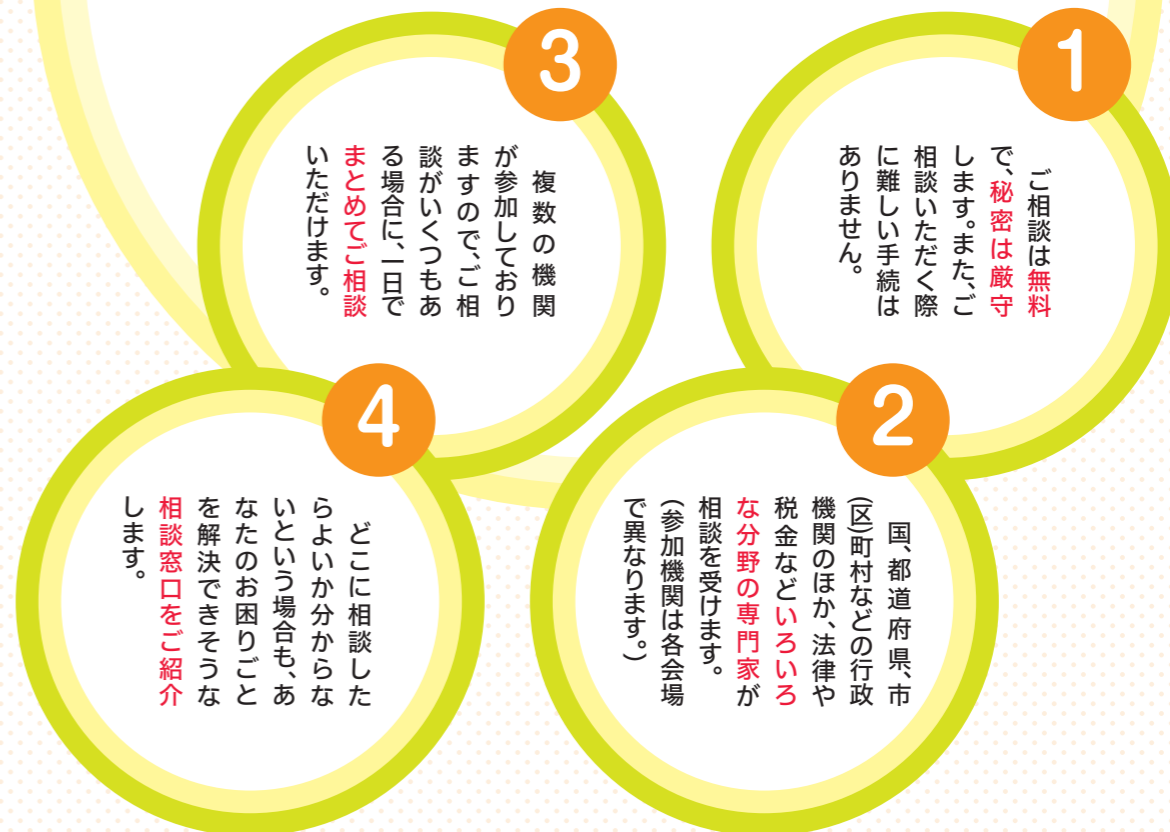 1
ご相談は無料
で、秘密は厳守
します。また、ご
相談いただく際
に難しい手続は
ありません。
2
国、都道府県、市
(区)町村などの行政
機関のほか、法律や
税金などいろいろ
な分野の専門家が
相談を受けます。
(参加機関は各会場
で異なります。)
3
複数の機関
が参加しており
ますので、ご相
談がいくつもあ
る場合に、一日で
まとめてご相談
いただけます。
4
どこに相談した
らよいか分からな
いという場合も、あ
なたのお困りごと
を解決できそうな
相談窓口をご紹介
します。